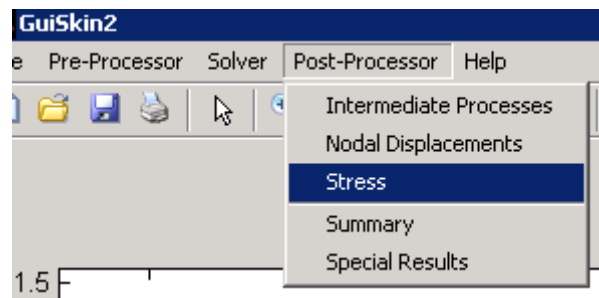 GuiSkin2
e Pre-Processor Solver Post-Processor Help
Intermediate Processes
Nodal Displacements
Stress
Summary
Special Results
1.5